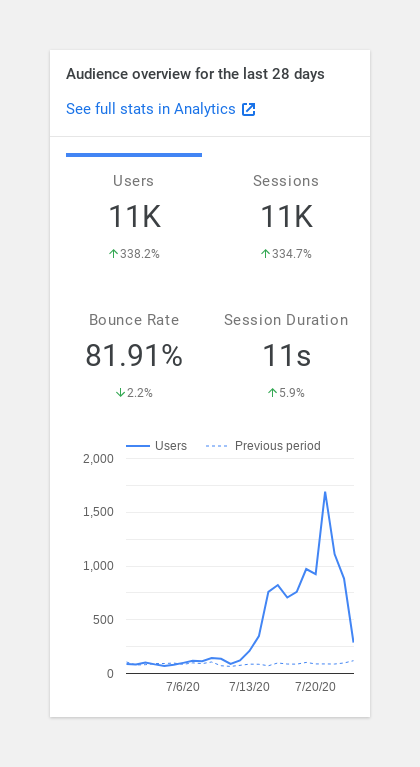 Audience overview for the last 28 days
See full stats in Analytics
Users
Sessions
11K
11K
338.2%
334.7%
Bounce Rate
Session Duration
81.91%
11s
2.2%
5.9%
Users
Previous period
2,000
1,500
1,000
500
0
7/6/20
7/13/20
7/20/20